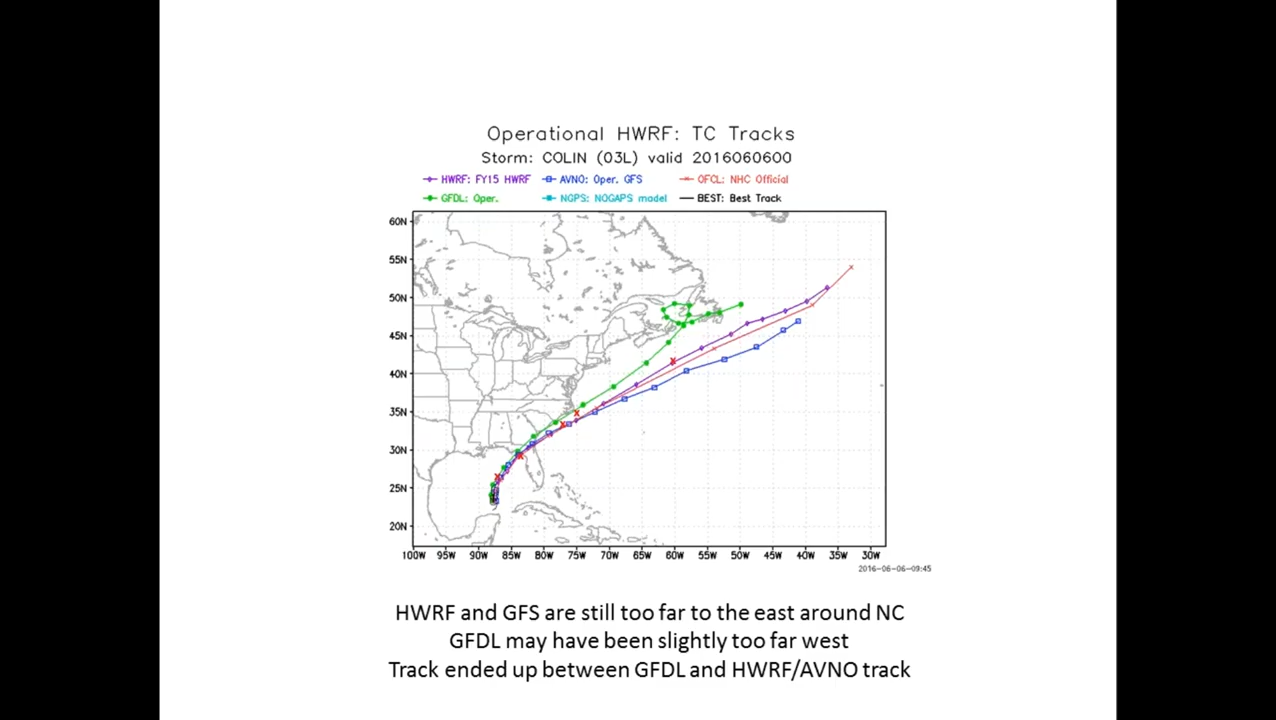 Operational HWRF: TC Tracks
Storm: COLIN (03L) valid 2016060600
HWRF: FY15 HWRF AVNO: Oper. GFS OFCL: NHC Official
GFDL: Oper. NGPS: NOGAPS model BEST: Best Track
60N
55N
50N
45N
40N
35N
30N
25N
20N
100W 95W 90W 85W 80W 75W 70W 65W 60W 55W 50W 45W 40W 35W 30W
2016-06-06-09:45
HWRF and GFS are still too far to the east around NC
GFDL may have been slightly too far west
Track ended up between GFDL and HWRF/AVNO track